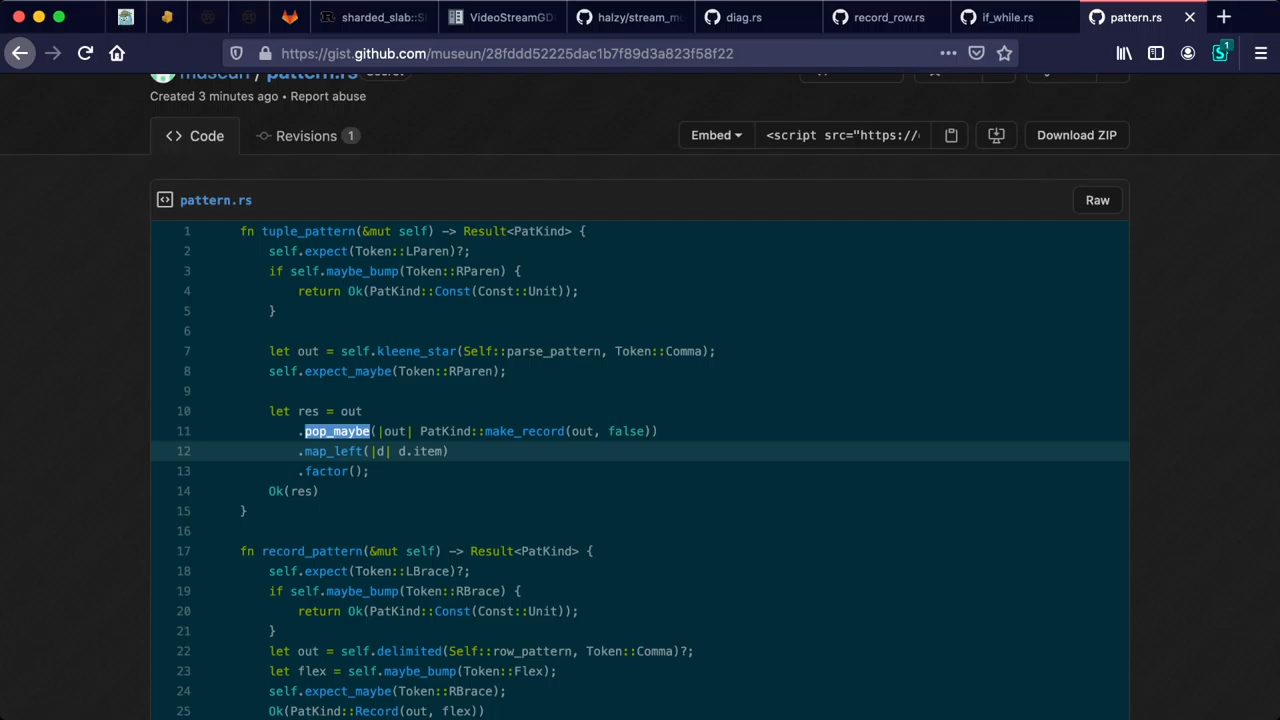 sharded_slab::Sl
VideoStreamGD
halzy/stream_mu
diag.rs
record_row.rs
if_while.rs
pattern.rs
https://gist.github.com/museun/28fddd52225dac1b7f89d3a823f58f22
1
museun / pattern.rs Secret
Created 3 minutes ago • Report abuse
Code
Revisions 1
Embed
<script src="https://
Download ZIP
pattern.rs
Raw
1 fn tuple_pattern(&mut self) -> Result<PatKind> {
2 self.expect(Token::LParen)?;
3 if self.maybe_bump(Token::RParen) {
4 return Ok(PatKind::Const(Const::Unit));
5 }
6
7 let out = self.kleene_star(Self::parse_pattern, Token::Comma);
8 self.expect_maybe(Token::RParen);
9
10 let res = out
11 .pop_maybe(|out| PatKind::make_record(out, false))
12 .map_left(|d| d.item)
13 .factor();
14 Ok(res)
15 }
16
17 fn record_pattern(&mut self) -> Result<PatKind> {
18 self.expect(Token::LBrace)?;
19 if self.maybe_bump(Token::RBrace) {
20 return Ok(PatKind::Const(Const::Unit));
21 }
22 let out = self.delimited(Self::row_pattern, Token::Comma)?;
23 let flex = self.maybe_bump(Token::Flex);
24 self.expect_maybe(Token::RBrace);
25 Ok(PatKind::Record(out, flex))